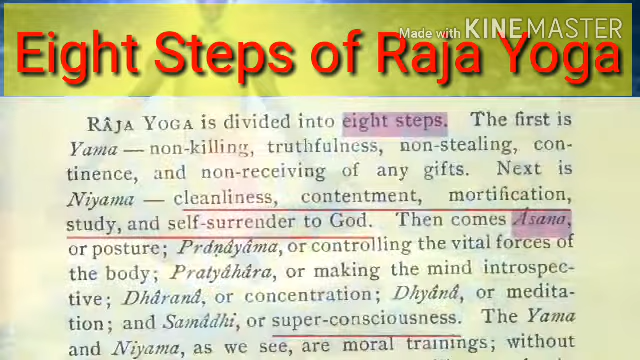 Made with KINEMASTER
Eight Steps of Raja Yoga
RÂJA YOGA is divided into eight steps. The first is
Yama — non-killing, truthfulness, non-stealing, con-
tinence, and non-receiving of any gifts. Next is
Niyama — cleanliness, contentment, mortification,
study, and self-surrender to God. Then comes Âsana,
or posture; Prânâyâma, or controlling the vital forces of
the body; Pratyâhâra, or making the mind introspec-
tive; Dhâranâ, or concentration; Dhyânâ, or medita-
tion; and Samâdhi, or super-consciousness. The Yama
and Niyama, as we see, are moral trainings; without